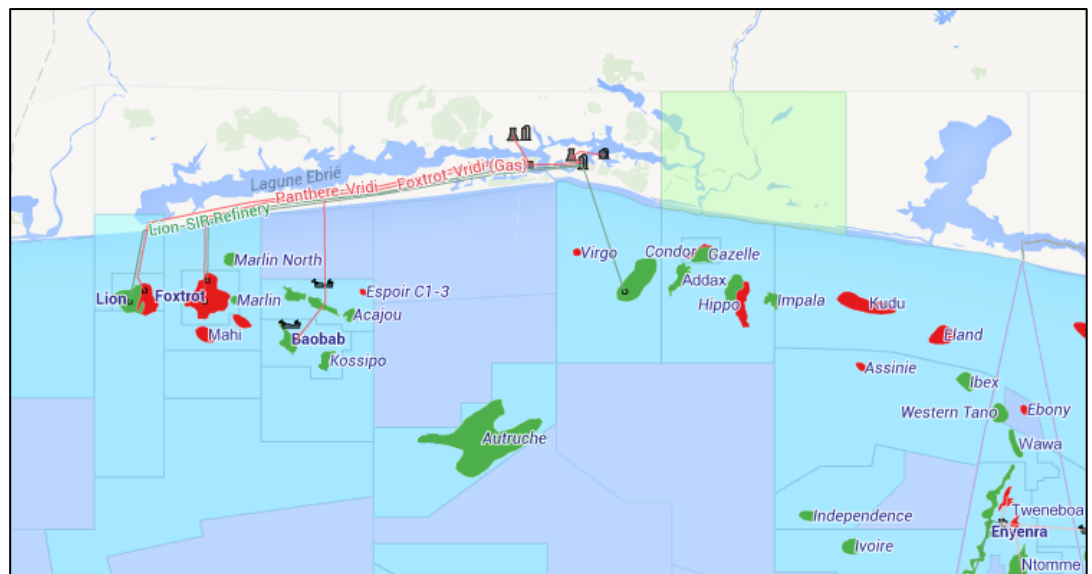 Lagune Ebrié
Panthere-Vridi
Foxtrot-Vridi (Gas)
Lion-SIR Refinery
Marlin North
Virgo
Condor
Gazelle
Addax
Lion
Foxtrot
Marlin
Espoir C1-3
Acajou
Hippo
Impala
Kudu
Mahi
Baobab
Eland
Kossipo
Assinie
Ibex
Western Tano
Ebony
Autruche
Wawa
Independence
Tweneboa
Enyenra
Ivoire
Ntomme